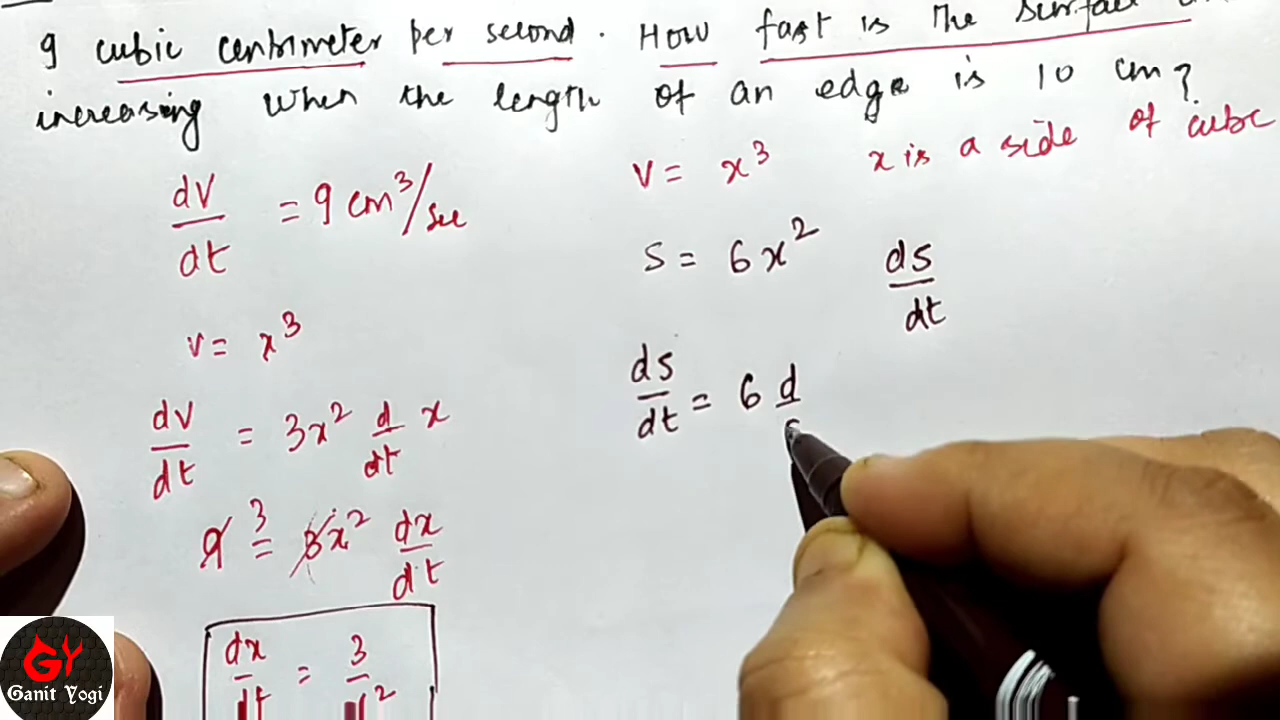 9 cubic centimeter per second. How fast is the surface
increasing when the length of an edge is 10 cm?
dV/dt = 9 cm³/sec
V = x³
dV/dt = 3x² d/dt x
9 3 = 3x² dx/dt
dx/dt = 3/
V = x³ x is a side of cube
S = 6x² dS/dt
dS/dt = 6 d
GY
Ganit Yogi